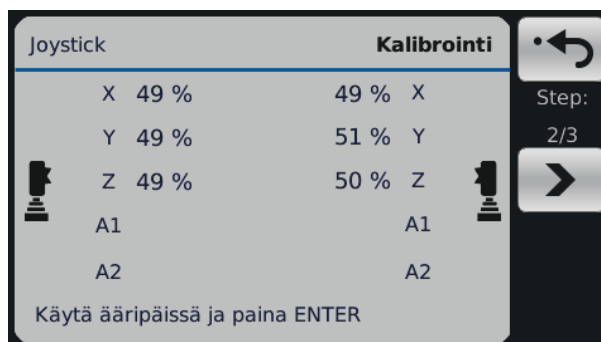 Joystick Kalibrointi
X 49 % 49 % X
Step:
Y 49 % 51 % Y
2/3
Z 49 % 50 % Z
A1 A1
A2 A2
Käytä ääripäissä ja paina ENTER